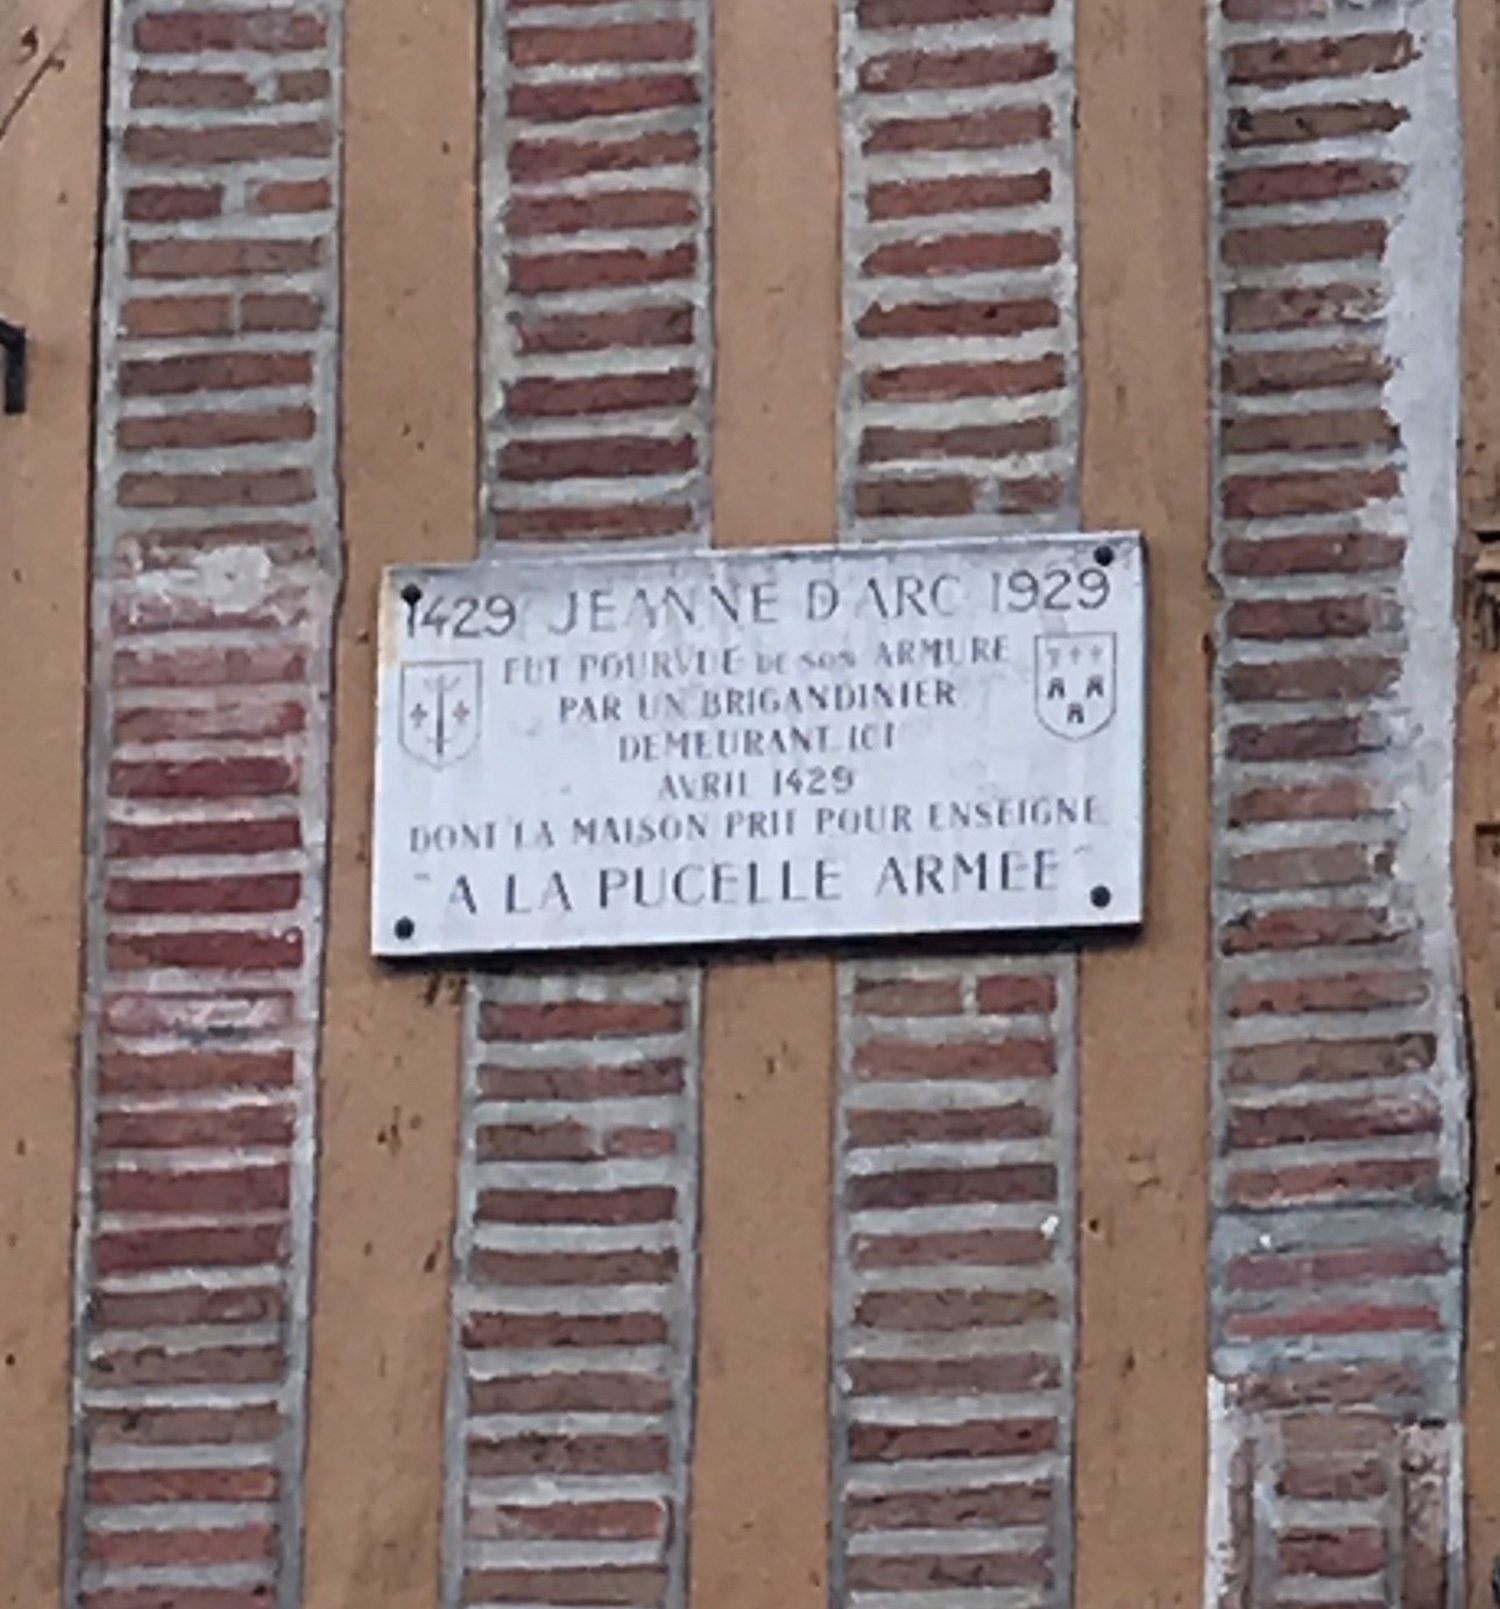 1429 JEANNE D'ARC 1929
FUT POURVUE DE SON ARMURE
PAR UN BRIGANDINIER
DEMEURANT ICI
AVRIL 1429
DONT LA MAISON PRIT POUR ENSEIGNE
"A LA PUCELLE ARMEE"